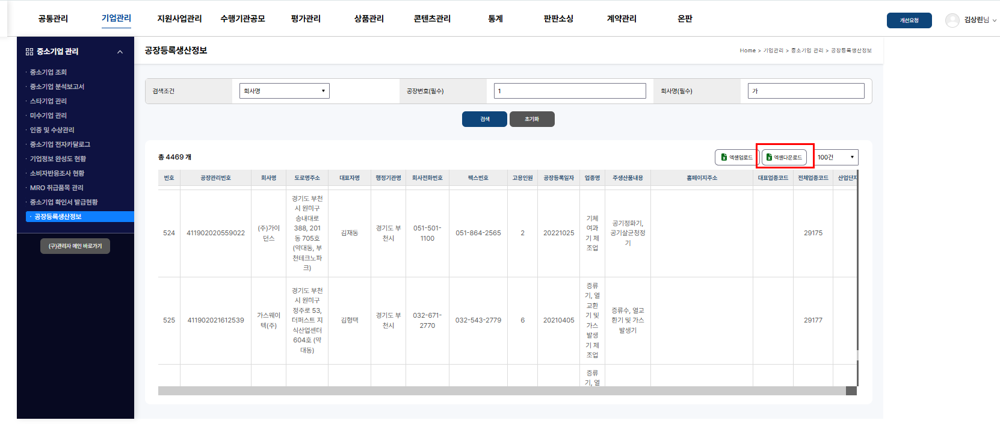 공통관리 기업관리 지원사업관리 수행기관공모 평가관리 상품관리 콘텐츠관리 통계 판판소싱 계약관리 온판
개선요청 김상린님
중소기업 관리
· 중소기업 조회
· 중소기업 분석보고서
· 스타기업 관리
· 미수기업 관리
· 인증 및 수상관리
· 중소기업 전자카달로그
· 기업정보 완성도 현황
· 소비자반응조사 현황
· MRO 취급품목 관리
· 중소기업 확인서 발급현황
· 공장등록생산정보
(구)관리자 메인 바로가기
공장등록생산정보
Home > 기업관리 > 중소기업 관리 > 공장등록생산정보
검색조건 회사명 공장번호(필수) 1 회사명(필수) 가
검색 초기화
총 4469 개
엑셀업로드 엑셀다운로드 100건
번호 공장관리번호 회사명 도로명주소 대표자명 행정기관명 회사전화번호 팩스번호 고용인원 공장등록일자 업종명 주생산품내용 홈페이지주소 대표업종코드 전체업종코드 산업단지
524
411902020559022
(주)가이
던스
경기도 부천
시 원미구
송내대로
388, 201
동 705호
(약대동, 부
천테크노파
크)
김재동
경기도 부
천시
051-501-
1100
051-864-2565
2
20221025
기체
여과
기 제
조업
공기정화기,
공기살균청정
기
29175
525
411902021612539
가스웨이
텍(주)
경기도 부천
시 원미구
정주로 53,
더퍼스트 지
식산업센터
604호 (약
대동)
김형택
경기도 부
천시
032-671-
2770
032-543-2779
6
20210405
증류
기, 열
교환
기 및
가스
발생
기 제
조업
증류수, 열교
환기 및 가스
발생기
29177
증류
기, 열